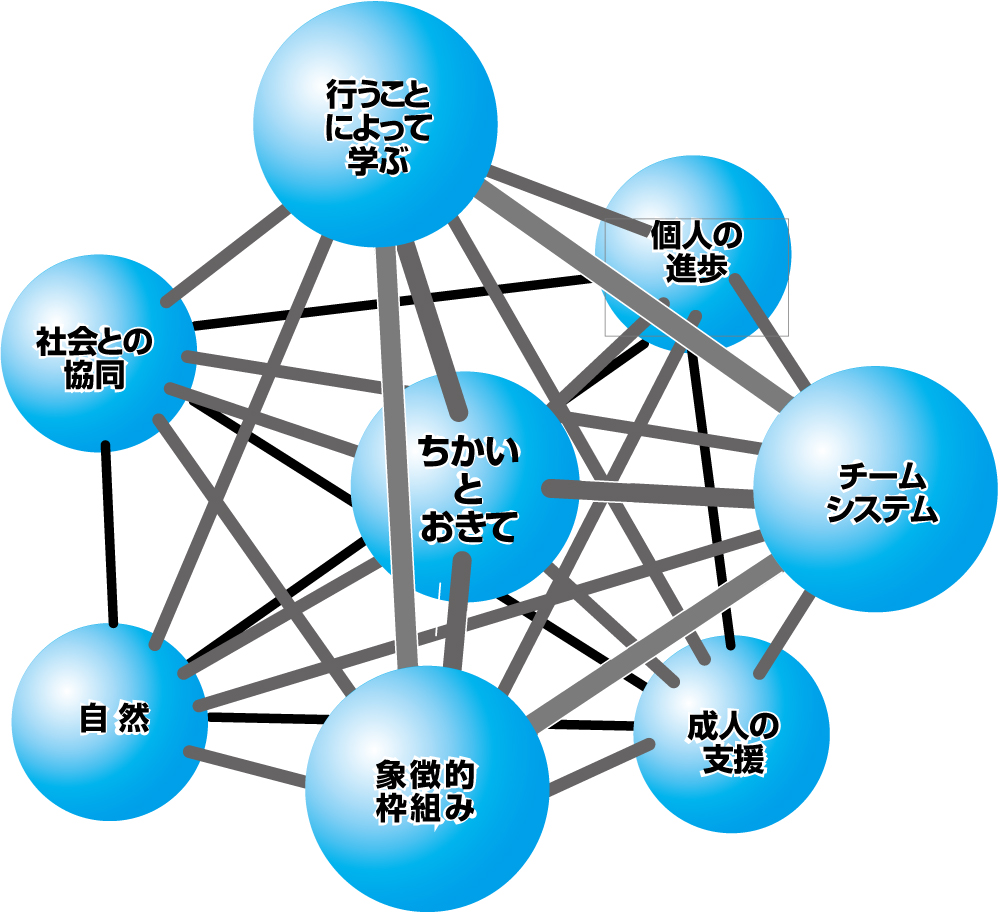 行うこと
によって
学ぶ
個人の
進歩
社会との
協同
ちかい
と
おきて
チーム
システム
自然
成人の
支援
象徴的
枠組み